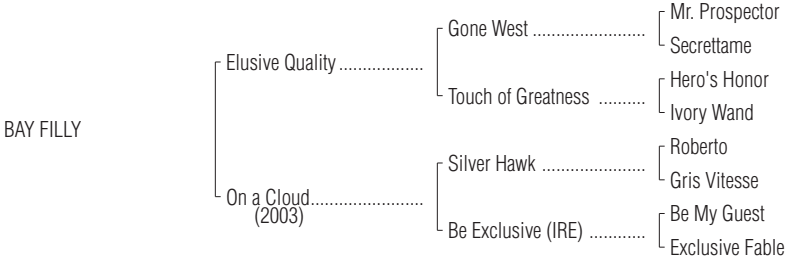 Mr. Prospector
Gone West ........................
Secrettame
Elusive Quality ..................
Hero's Honor
Touch of Greatness ..........
Ivory Wand
BAY FILLY
Roberto
Silver Hawk ......................
Gris Vitesse
On a Cloud........................
(2003)
Be My Guest
Be Exclusive (IRE) ............
Exclusive Fable